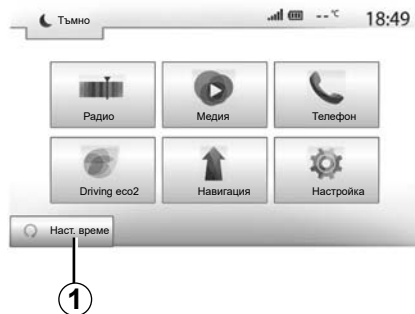 Тъмно
--°C 18:49
Радио Медия Телефон
Driving eco2 Навигация Настройка
Наст. време
1